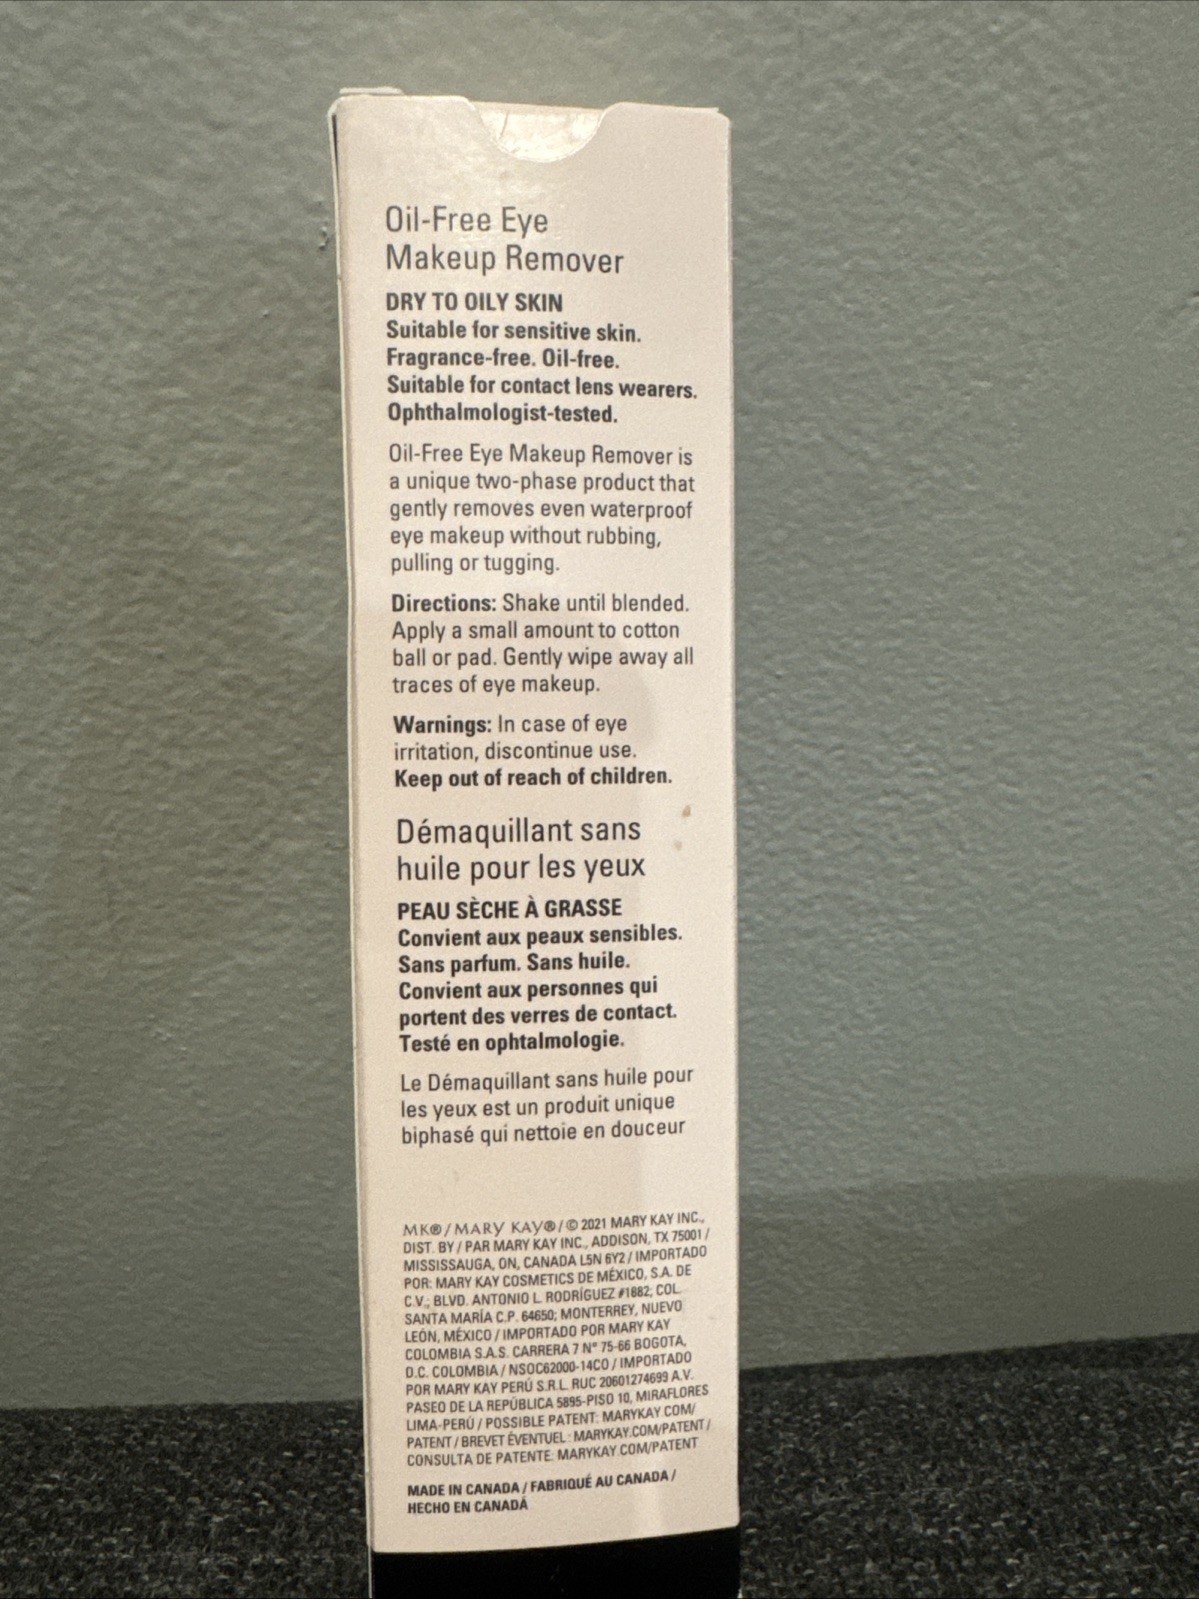 Oil-Free Eye
Makeup Remover
DRY TO OILY SKIN
Suitable for sensitive skin.
Fragrance-free. Oil-free.
Suitable for contact lens wearers.
Ophthalmologist-tested.
Oil-Free Eye Makeup Remover is
a unique two-phase product that
gently removes even waterproof
eye makeup without rubbing,
pulling or tugging.
Directions: Shake until blended.
Apply a small amount to cotton
ball or pad. Gently wipe away all
traces of eye makeup.
Warnings: In case of eye
irritation, discontinue use.
Keep out of reach of children.
Démaquillant sans
huile pour les yeux
PEAU SÈCHE À GRASSE
Convient aux peaux sensibles.
Sans parfum. Sans huile.
Convient aux personnes qui
portent des verres de contact.
Testé en ophtalmologie.
Le Démaquillant sans huile pour
les yeux est un produit unique
biphasé qui nettoie en douceur
MK®/MARY KAY®/© 2021 MARY KAY INC.,
DIST. BY / PAR MARY KAY INC., ADDISON, TX 75001 /
MISSISSAUGA, ON, CANADA L5N 6Y2 / IMPORTADO
POR: MARY KAY COSMETICS DE MÉXICO, S.A. DE
C.V.; BLVD. ANTONIO L. RODRÍGUEZ #1882; COL.
SANTA MARÍA C.P. 64650; MONTERREY, NUEVO
LEÓN, MÉXICO / IMPORTADO POR MARY KAY
COLOMBIA S.A.S. CARRERA 7 N° 75-66 BOGOTA,
D.C. COLOMBIA / NSOC62000-14CO / IMPORTADO
POR MARY KAY PERÚ S.R.L. RUC 20601274699 A.V.
PASEO DE LA REPÚBLICA 5895-PISO 10, MIRAFLORES
LIMA-PERÚ / POSSIBLE PATENT: MARYKAY.COM/
PATENT / BREVET ÉVENTUEL : MARYKAY.COM/PATENT /
CONSULTA DE PATENTE: MARYKAY.COM/PATENT
MADE IN CANADA / FABRIQUÉ AU CANADA /
HECHO EN CANADÁ